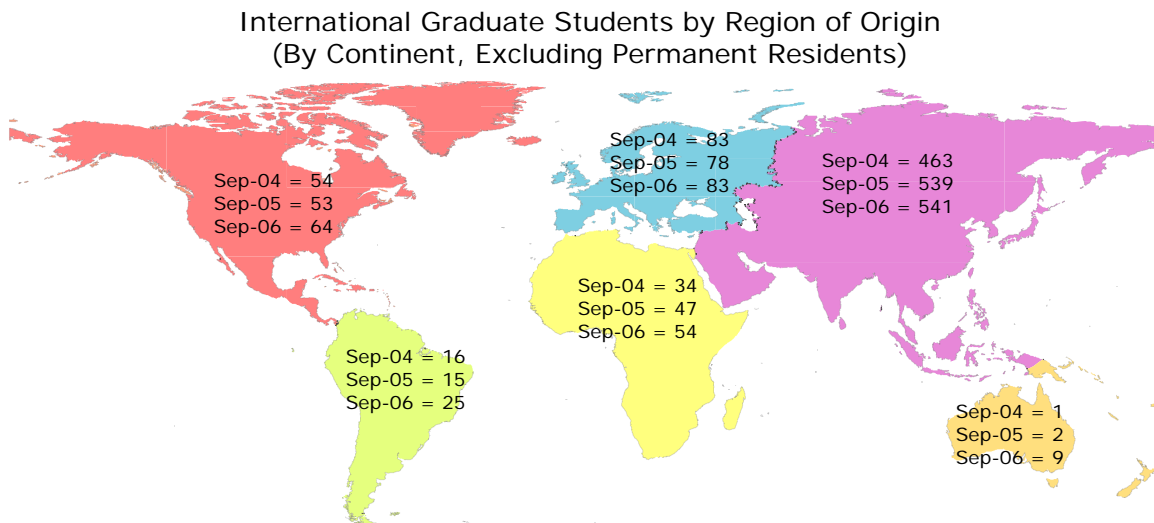 International Graduate Students by Region of Origin
(By Continent, Excluding Permanent Residents)
Sep-04 = 54
Sep-05 = 53
Sep-06 = 64
Sep-04 = 83
Sep-05 = 78
Sep-06 = 83
Sep-04 = 463
Sep-05 = 539
Sep-06 = 541
Sep-04 = 34
Sep-05 = 47
Sep-06 = 54
Sep-04 = 16
Sep-05 = 15
Sep-06 = 25
Sep-04 = 1
Sep-05 = 2
Sep-06 = 9